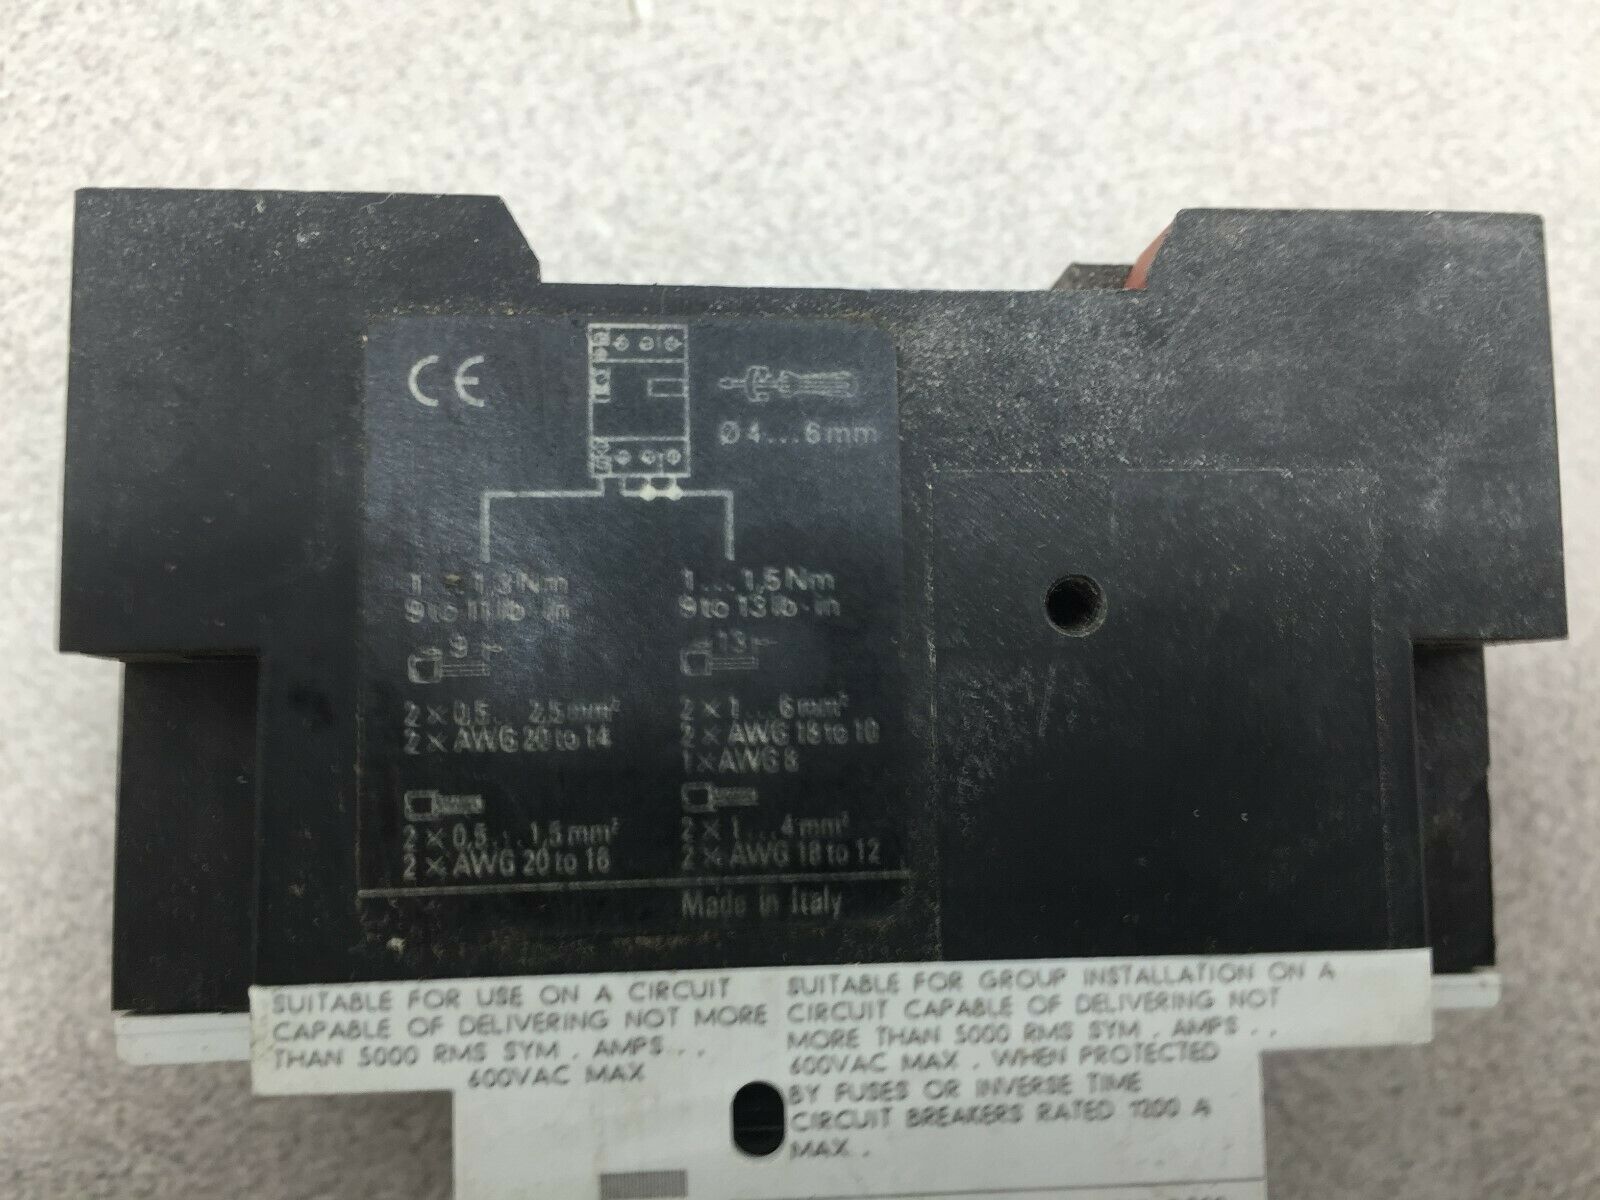 CE
Ø 4...6mm
1...1,3Nm
9 to 11 lb·in
9
2 × 0,5...2,5mm²
2 × AWG 20 to 14
2 × 0,5...1,5mm²
2 × AWG 20 to 16
1...1,5Nm
9 to 13 lb·in
13
2 × 1...6mm²
2 × AWG 18 to 10
1 × AWG 8
2 × 1...4mm²
2 × AWG 18 to 12
Made in Italy
SUITABLE FOR USE ON A CIRCUIT
CAPABLE OF DELIVERING NOT MORE
THAN 5000 RMS SYM . AMPS . .
600VAC MAX
SUITABLE FOR GROUP INSTALLATION ON A
CIRCUIT CAPABLE OF DELIVERING NOT
MORE THAN 5000 RMS SYM . AMPS . .
600VAC MAX . WHEN PROTECTED
BY FUSES OR INVERSE TIME
CIRCUIT BREAKERS RATED 1200 A
MAX .